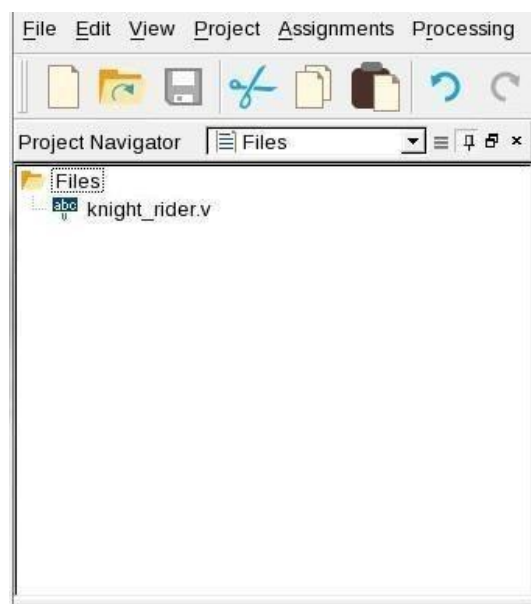 File Edit View Project Assignments Processing
Project Navigator Files
Files
abc knight_rider.v